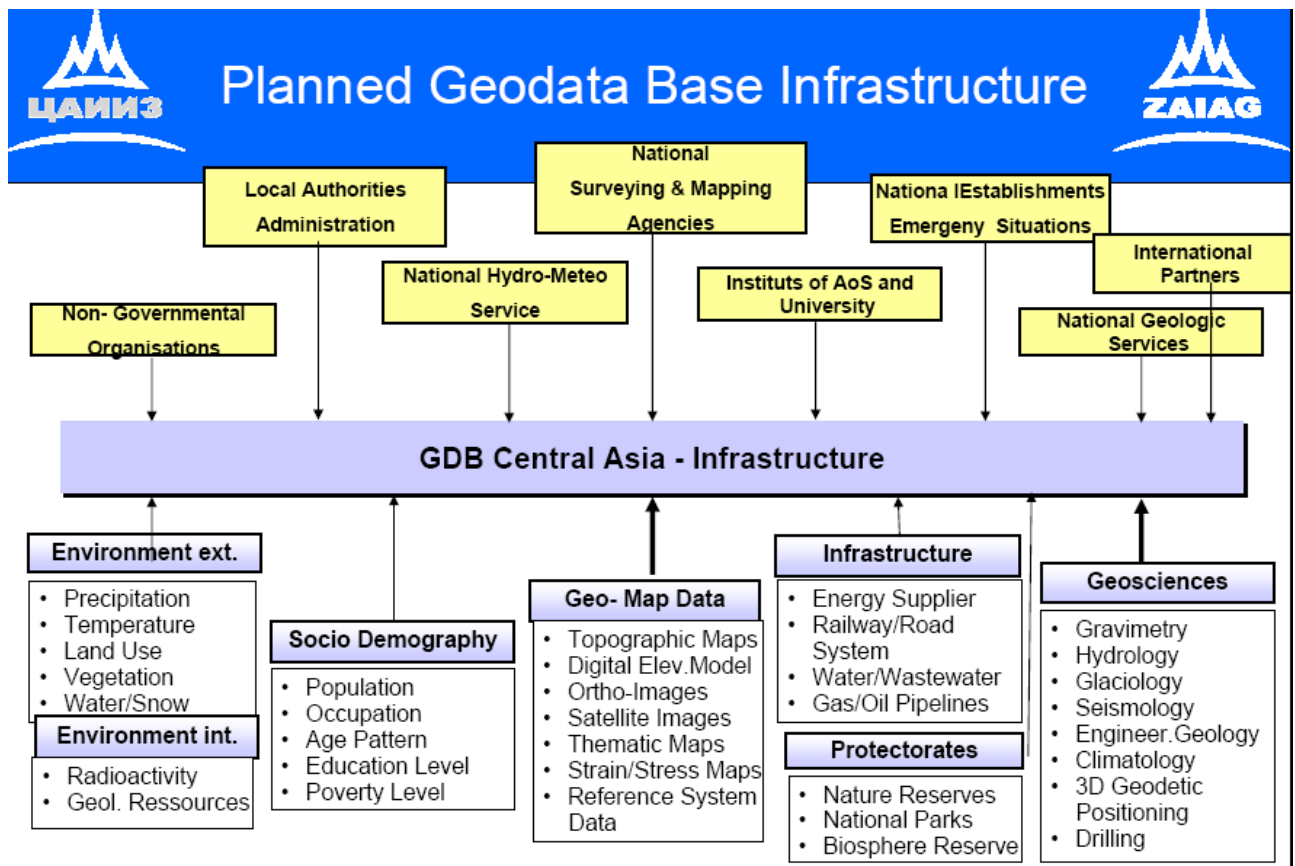 ЦАИИЗ
Planned Geodata Base Infrastructure
ZAIAG
Local Authorities
Administration
National
Surveying & Mapping
Agencies
Nationa lEstablishments
Emergeny Situations
International
Partners
National Hydro-Meteo
Service
Instituts of AoS and
University
Non- Governmental
Organisations
National Geologic
Services
GDB Central Asia - Infrastructure
Environment ext.
• Precipitation
• Temperature
• Land Use
• Vegetation
• Water/Snow
Environment int.
• Radioactivity
• Geol. Ressources
Socio Demography
• Population
• Occupation
• Age Pattern
• Education Level
• Poverty Level
Geo- Map Data
• Topographic Maps
• Digital Elev.Model
• Ortho-Images
• Satellite Images
• Thematic Maps
• Strain/Stress Maps
• Reference System
Data
Infrastructure
• Energy Supplier
• Railway/Road
System
• Water/Wastewater
• Gas/Oil Pipelines
Protectorates
• Nature Reserves
• National Parks
• Biosphere Reserve
Geosciences
• Gravimetry
• Hydrology
• Glaciology
• Seismology
• Engineer.Geology
• Climatology
• 3D Geodetic
Positioning
• Drilling